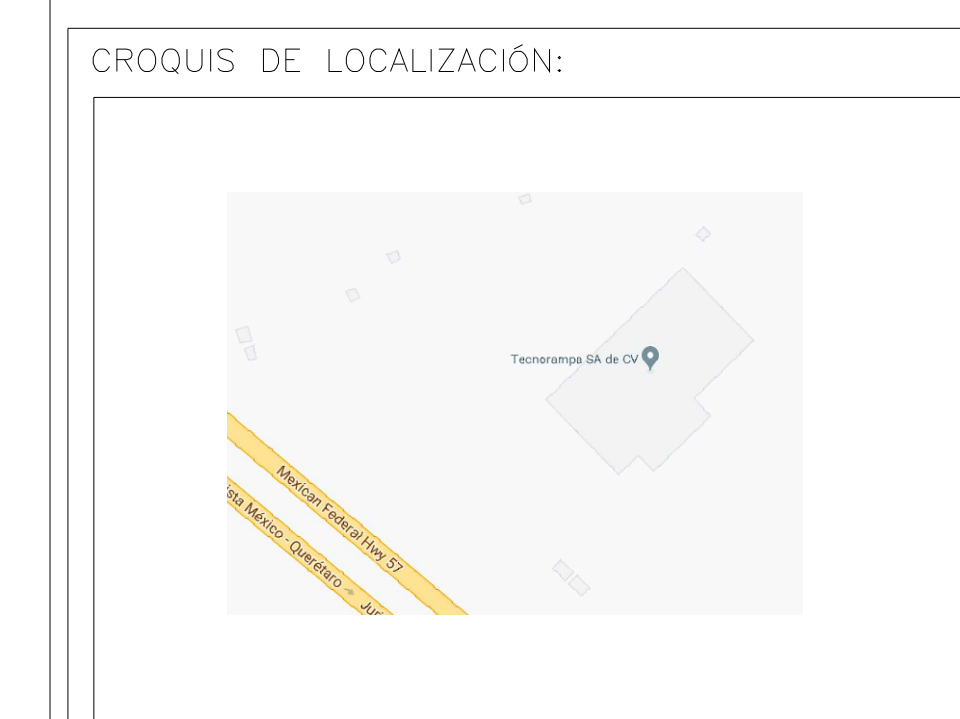 CROQUIS DE LOCALIZACIÓN:
Tecnorampa SA de CV
Mexican Federal Hwy 57
ista México - Querétaro